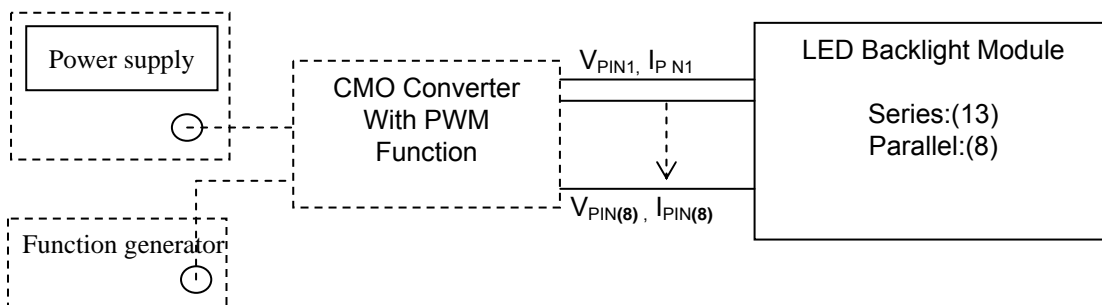 Power supply
CMO Converter
With PWM
Function
V_PIN1, I_P N1
LED Backlight Module
Series:(13)
Parallel:(8)
V_PIN(8) , I_PIN(8)
Function generator